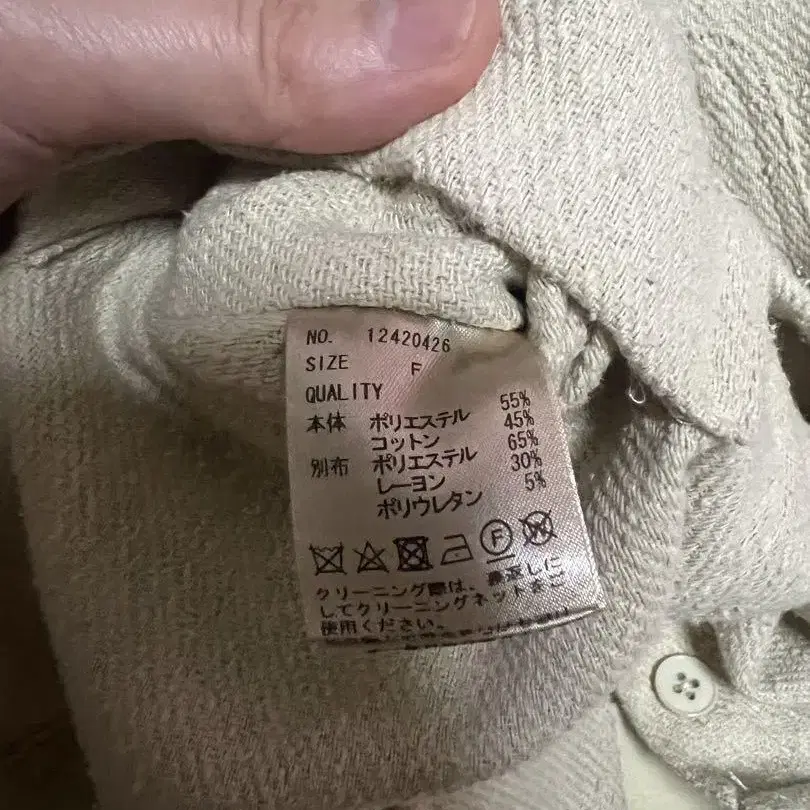 NO. 12420426
SIZE F
QUALITY
本体 ポリエステル 55%
コットン 45%
別布 ポリエステル 65%
レーヨン 30%
ポリウレタン 5%
F
クリーニング際は、裏返しに
してクリーニングネットをご
使用ください。